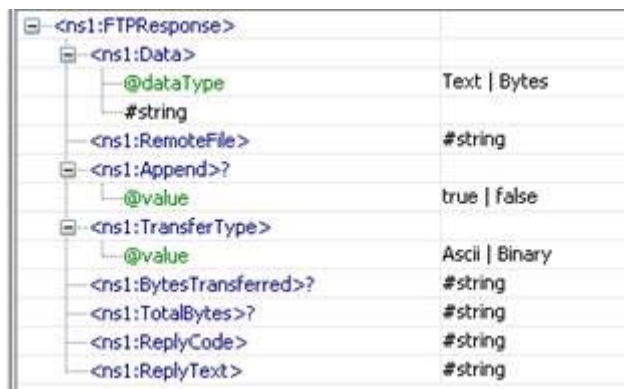 <ns1:FTPResponse>
<ns1:Data>
@dataType Text | Bytes
#string
<ns1:RemoteFile> #string
<ns1:Append>?
@value true | false
<ns1:TransferType>
@value Ascii | Binary
<ns1:BytesTransferred>? #string
<ns1:TotalBytes>? #string
<ns1:ReplyCode> #string
<ns1:ReplyText> #string